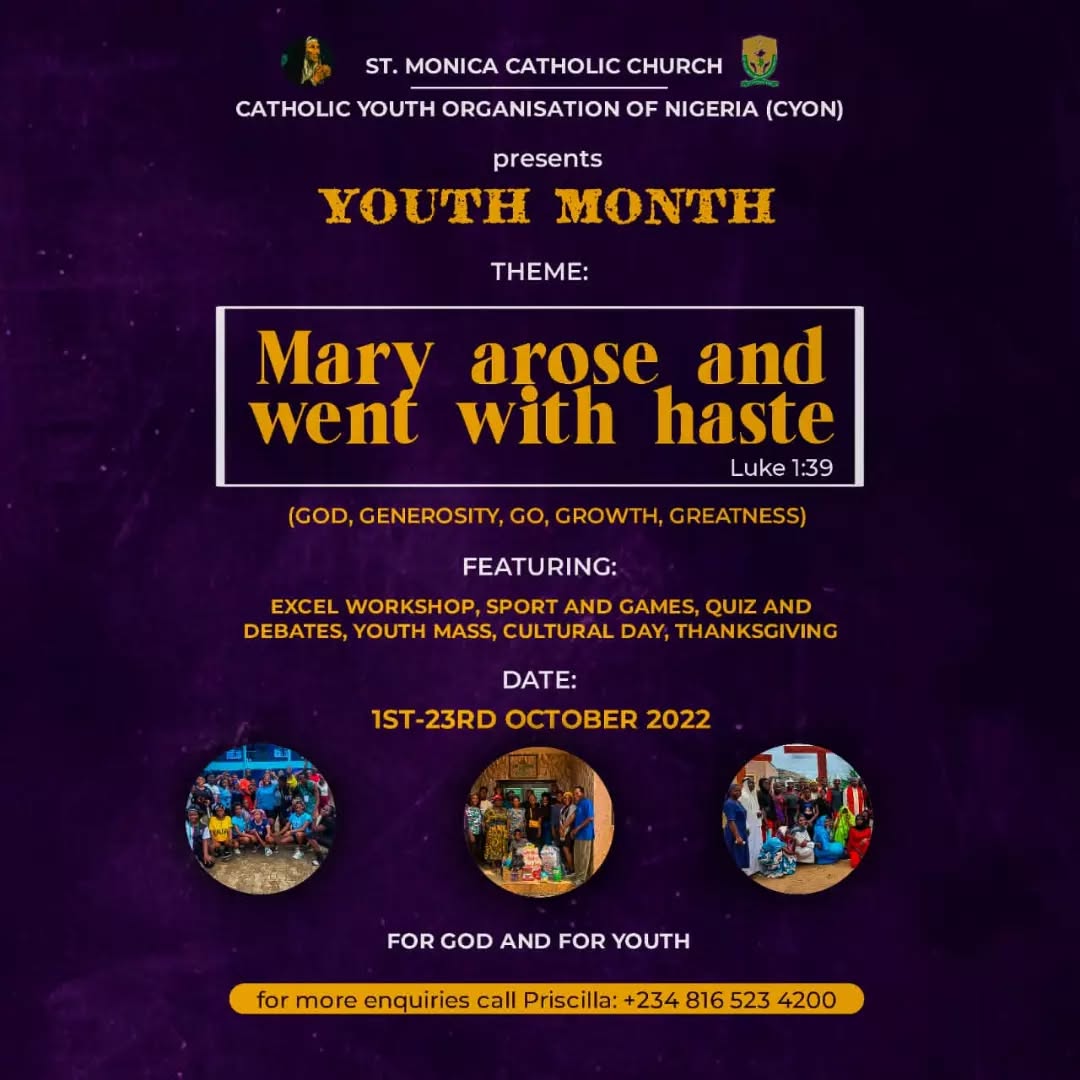 ST. MONICA CATHOLIC CHURCH
CATHOLIC YOUTH ORGANISATION OF NIGERIA (CYON)
presents
YOUTH MONTH
THEME:
Mary arose and
went with haste
Luke 1:39
(GOD, GENEROSITY, GO, GROWTH, GREATNESS)
FEATURING:
EXCEL WORKSHOP, SPORT AND GAMES, QUIZ AND
DEBATES, YOUTH MASS, CULTURAL DAY, THANKSGIVING
DATE:
1ST-23RD OCTOBER 2022
FOR GOD AND FOR YOUTH
for more enquiries call Priscilla: +234 816 523 4200